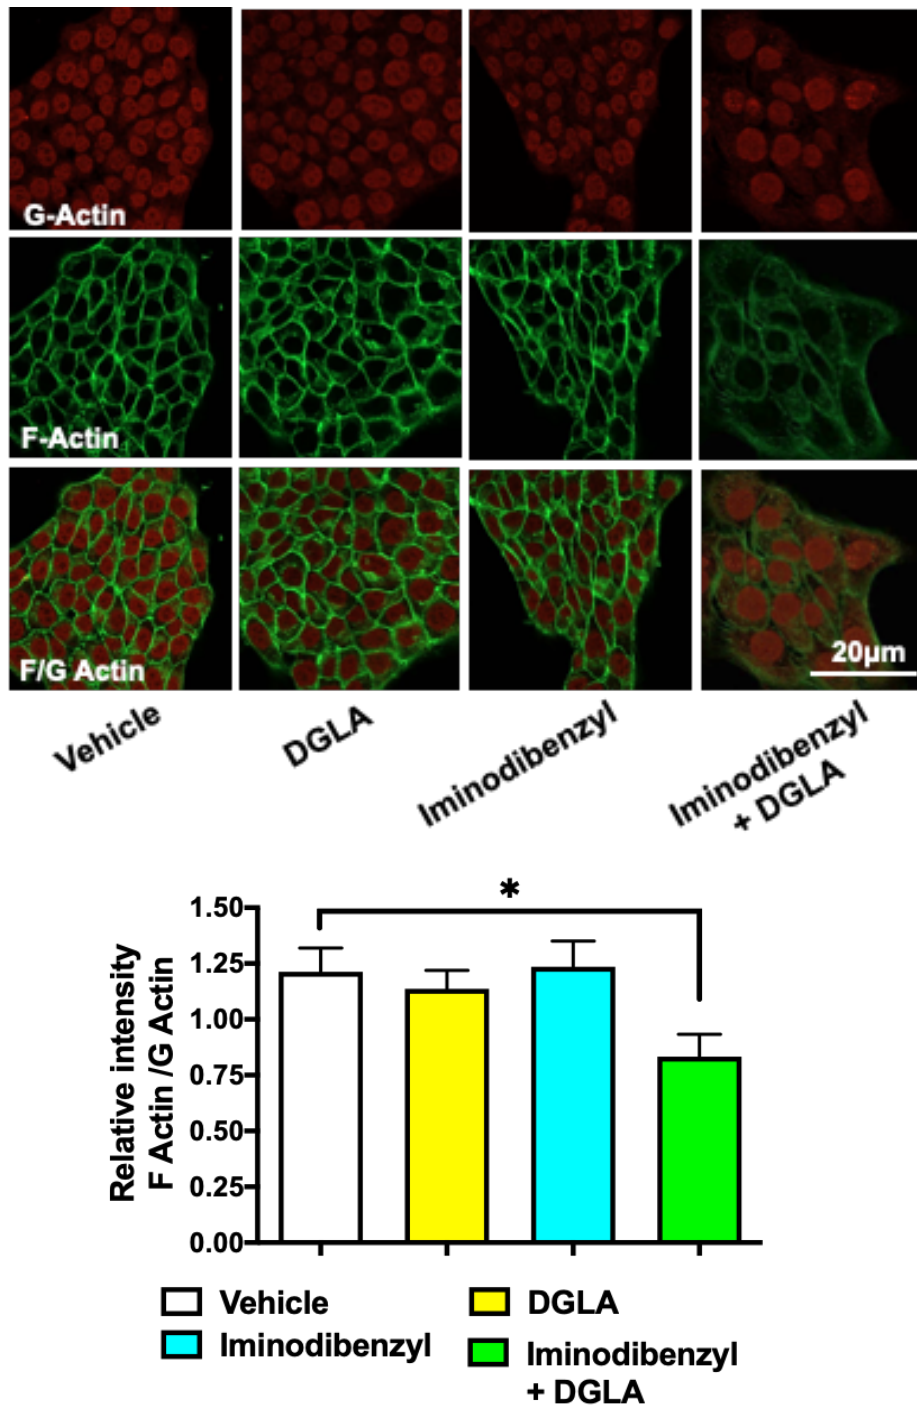 G-Actin
F-Actin
F/G Actin
20µm
Vehicle
DGLA
Iminodibenzyl
Iminodibenzyl
+ DGLA
*
Relative intensity
F Actin /G Actin
1.50
1.25
1.00
0.75
0.50
0.25
0.00
Vehicle
DGLA
Iminodibenzyl
Iminodibenzyl
+ DGLA